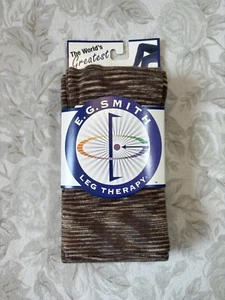 The World's
Greatest
E.G. SMITH
LEG THERAPY